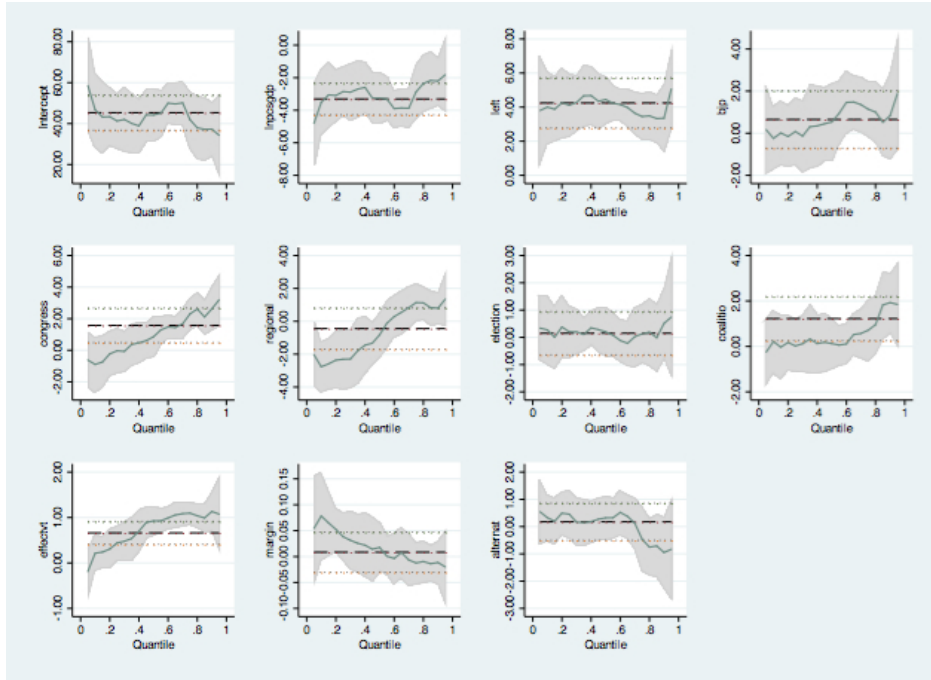 Intercept
80.00
60.00
40.00
20.00
0 .2 .4 .6 .8 1
Quantile
0.00
-2.00
-4.00
-6.00
-8.00
0 .2 .4 .6 .8 1
Quantile
left
8.00
6.00
4.00
2.00
0.00
0 .2 .4 .6 .8 1
Quantile
bjp
4.00
2.00
0.00
-2.00
0 .2 .4 .6 .8 1
Quantile
congress
6.00
4.00
2.00
0.00
-2.00
0 .2 .4 .6 .8 1
Quantile
regional
4.00
2.00
0.00
-2.00
-4.00
0 .2 .4 .6 .8 1
Quantile
election
3.00
2.00
1.00
0.00
-1.00
-2.00
0 .2 .4 .6 .8 1
Quantile
coalitio
4.00
2.00
0.00
-2.00
0 .2 .4 .6 .8 1
Quantile
effectvt
2.00
1.00
0.00
-1.00
0 .2 .4 .6 .8 1
Quantile
margin
0.15
0.10
0.05
0.00
-0.05
-0.10
0 .2 .4 .6 .8 1
Quantile
alternat
2.00
1.00
0.00
-1.00
-2.00
-3.00
0 .2 .4 .6 .8 1
Quantile